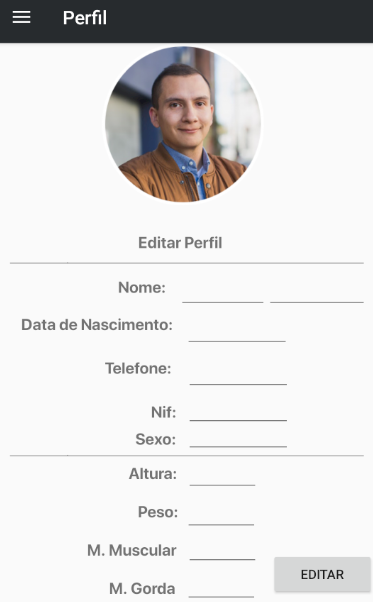 Perfil
Editar Perfil
Nome:
Data de Nascimento:
Telefone:
Nif:
Sexo:
Altura:
Peso:
M. Muscular
EDITAR
M. Gorda